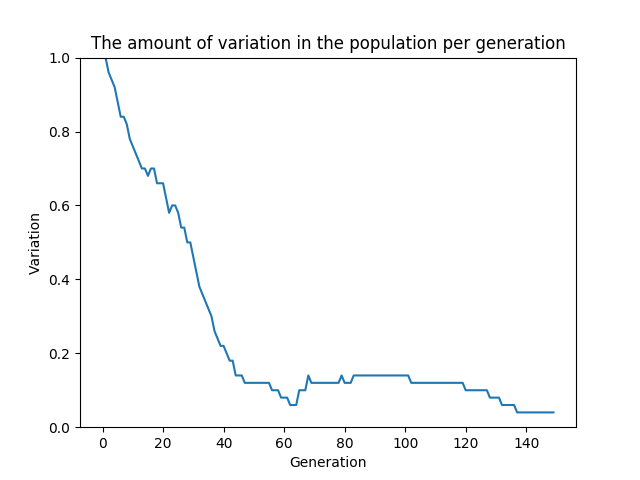 The amount of variation in the population per generation
1.0
0.8
0.6
0.4
0.2
0.0
Variation
0 20 40 60 80 100 120 140
Generation